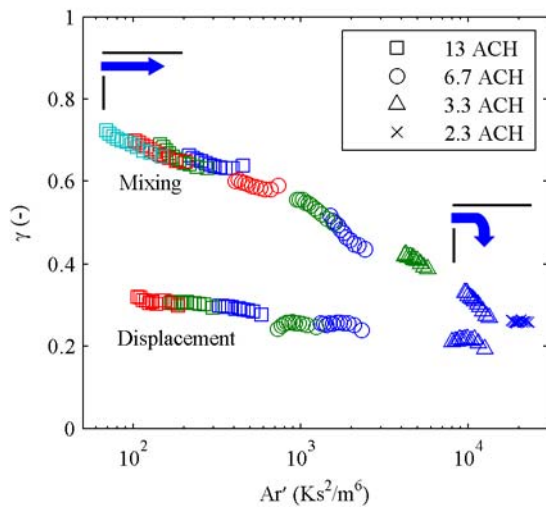 1
0.8
0.6
0.4
0.2
0
γ (-)
13 ACH
6.7 ACH
3.3 ACH
2.3 ACH
Mixing
Displacement
10² 10³ 10⁴
Ar′ (Ks²/m⁶)